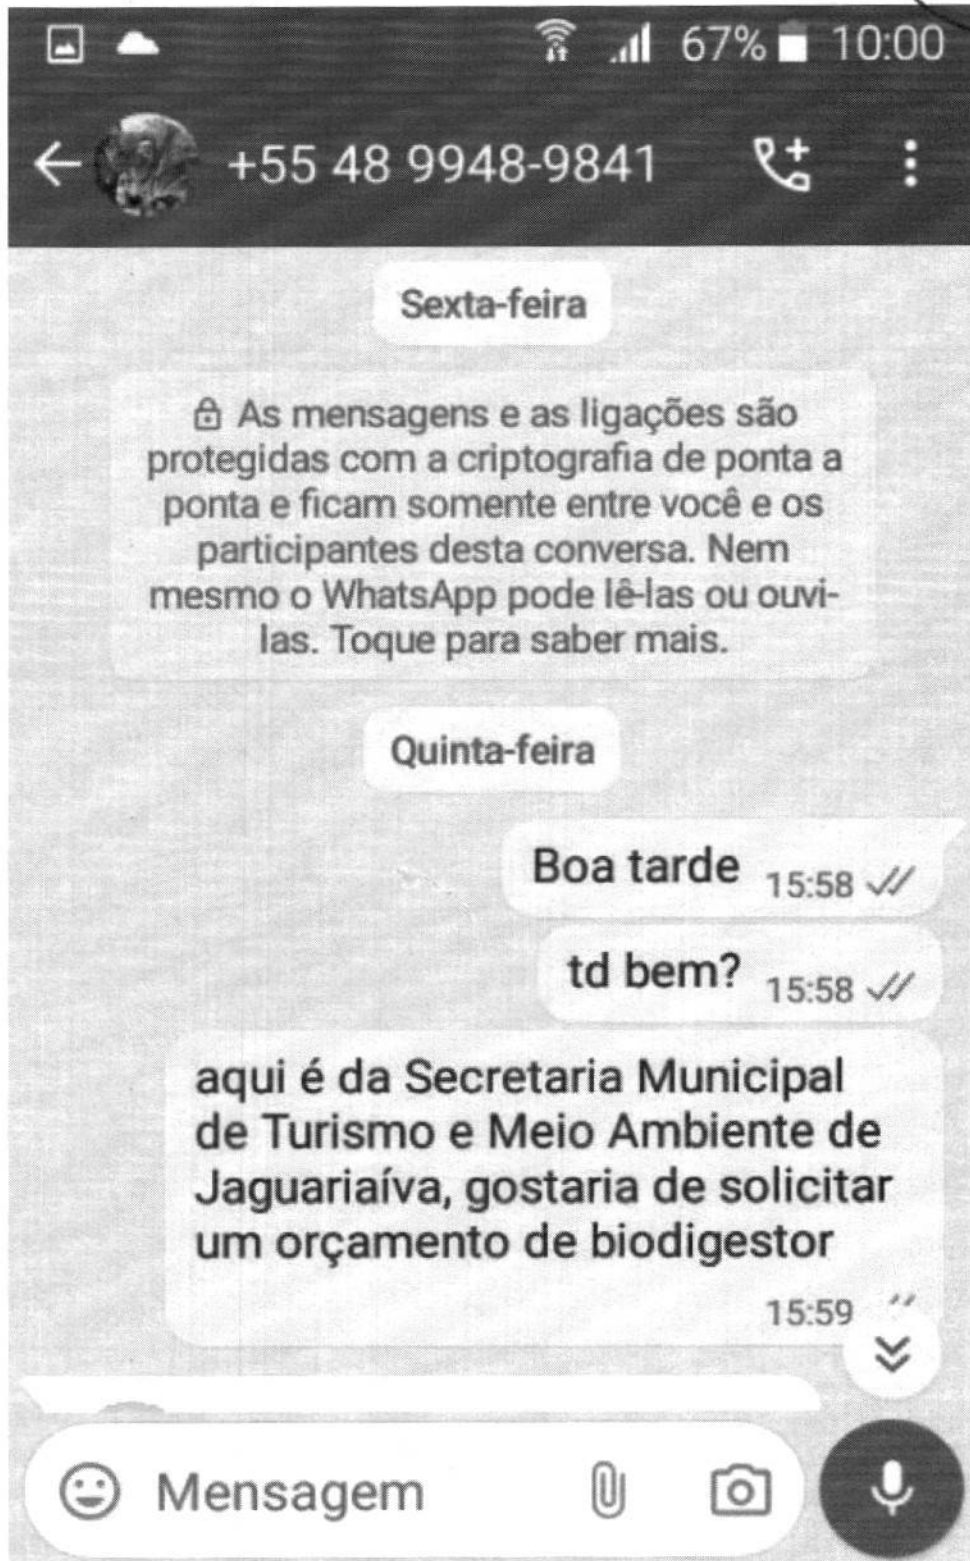 67% 10:00
+55 48 9948-9841
Sexta-feira
As mensagens e as ligações são
protegidas com a criptografia de ponta a
ponta e ficam somente entre você e os
participantes desta conversa. Nem
mesmo o WhatsApp pode lê-las ou ouvi-
las. Toque para saber mais.
Quinta-feira
Boa tarde 15:58
td bem? 15:58
aqui é da Secretaria Municipal
de Turismo e Meio Ambiente de
Jaguariaíva, gostaria de solicitar
um orçamento de biodigestor
15:59
Mensagem